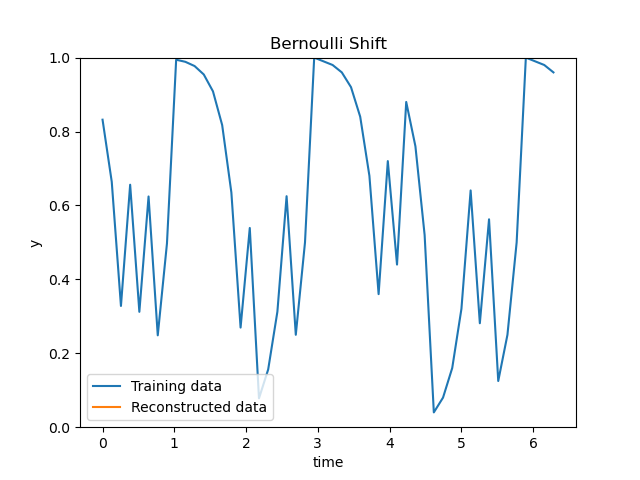 Bernoulli Shift
y
1.0
0.8
0.6
0.4
0.2
0.0
Training data
Reconstructed data
0 1 2 3 4 5 6
time